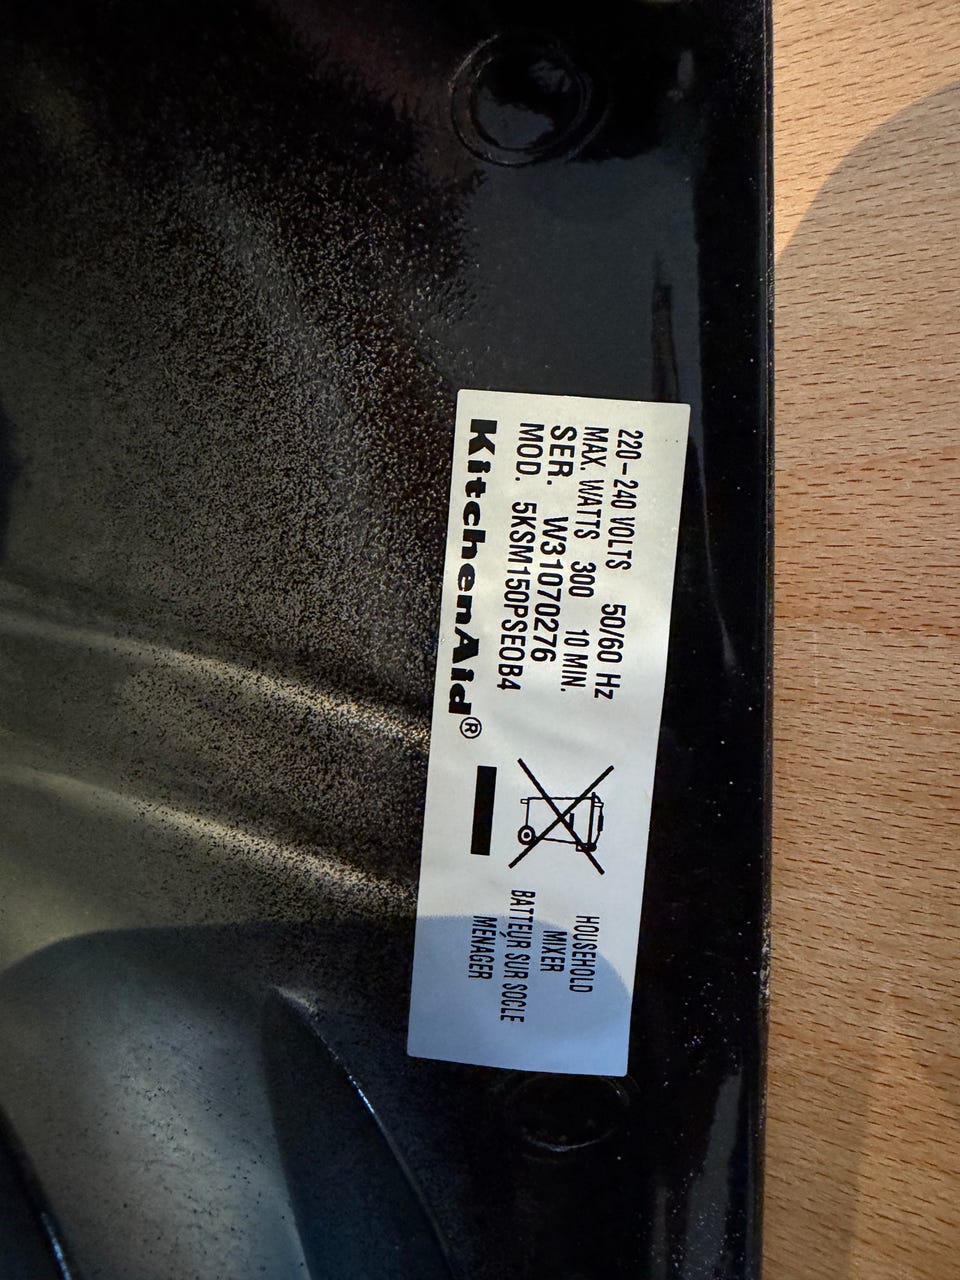 220-240 VOLTS 50/60 Hz
MAX. WATTS 300 10 MIN.
SER. W31070276
MOD. 5KSM150PSEOB4
KitchenAid®
HOUSEHOLD
MIXER
BATTEUR SUR SOCLE
MÉNAGER